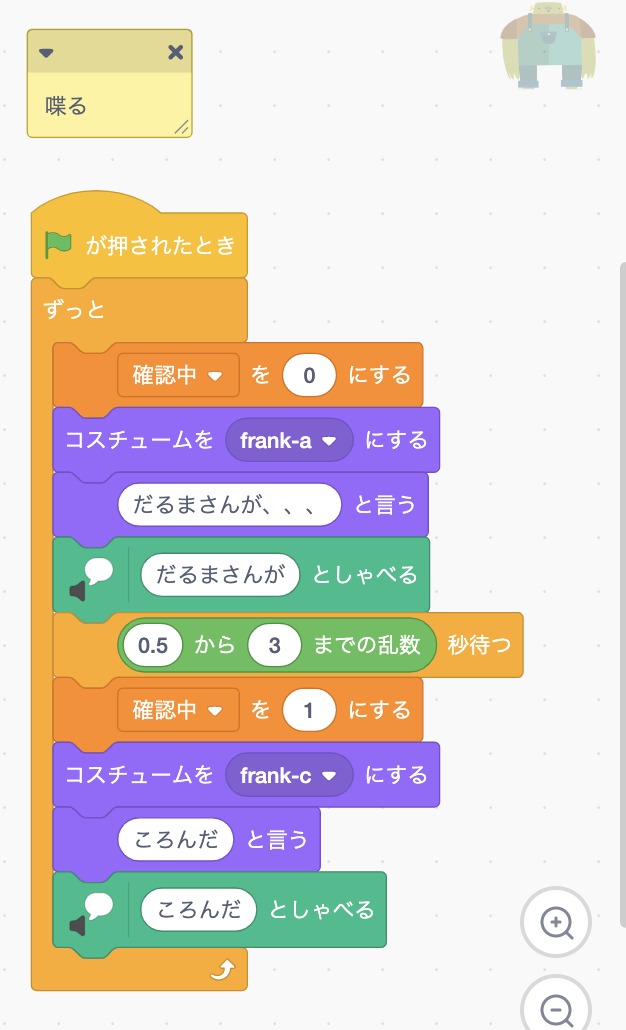 喋る
が押されたとき
ずっと
確認中 を 0 にする
コスチュームを frank-a にする
だるまさんが、、、 と言う
だるまさんが としゃべる
0.5 から 3 までの乱数 秒待つ
確認中 を 1 にする
コスチュームを frank-c にする
ころんだ と言う
ころんだ としゃべる